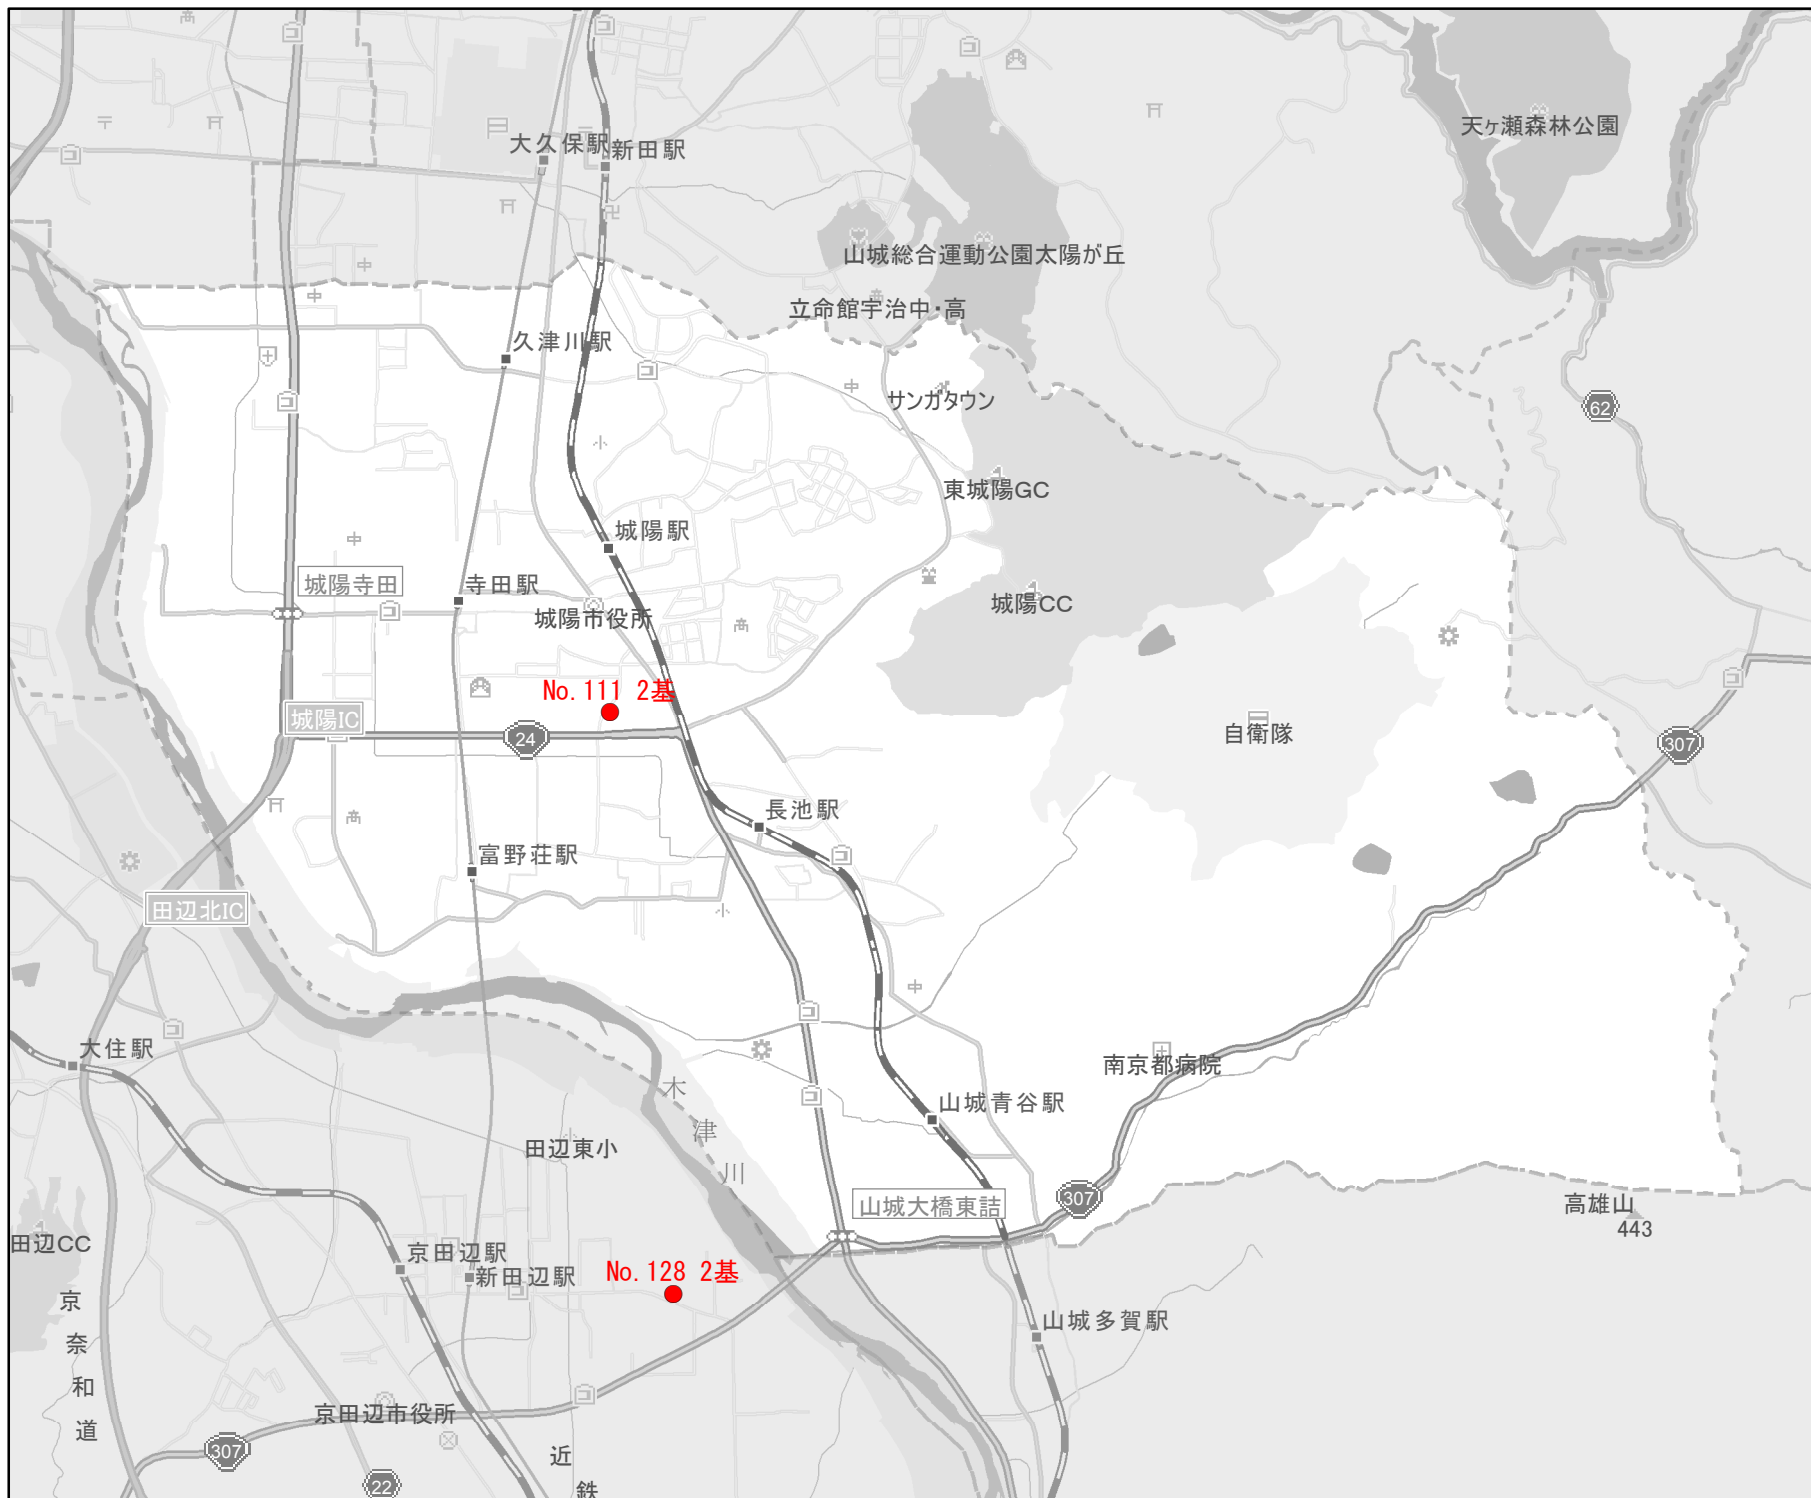 天ヶ瀬森林公園
大久保駅
新田駅
山城総合運動公園太陽が丘
立命館宇治中・高
久津川駅
サンガタウン
62
東城陽GC
城陽駅
城陽寺田
寺田駅
城陽市役所
城陽CC
No.111 2基
城陽IC
24
自衛隊
307
長池駅
富野荘駅
田辺北IC
大住駅
南京都病院
木津川
山城青谷駅
田辺東小
山城大橋東詰
307
高雄山
443
田辺CC
京田辺駅
新田辺駅
No.128 2基
山城多賀駅
京奈和道
京田辺市役所
307
近鉄
22